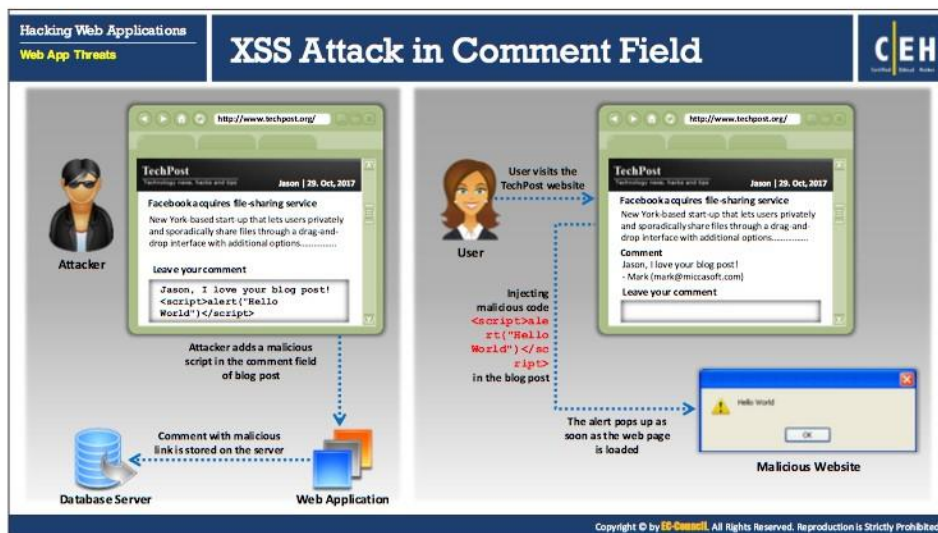 Hacking Web Applications
Web App Threats
XSS Attack in Comment Field
C|EH
Certified Ethical Hacker
http://www.techpost.org/
TechPost
Technology news, hacks and tips
Jason | 29. Oct, 2017
Facebook acquires file-sharing service
New York-based start-up that lets users privately
and sporadically share files through a drag-and-
drop interface with additional options..............
Leave your comment
Jason, I love your blog post!
<script>alert("Hello
World")</script>
Attacker
Attacker adds a malicious
script in the comment field
of blog post
Comment with malicious
link is stored on the server
Database Server
Web Application
User visits the
TechPost website
User
http://www.techpost.org/
TechPost
Technology news, hacks and tips
Jason | 29. Oct, 2017
Facebook acquires file-sharing service
New York-based start-up that lets users privately
and sporadically share files through a drag-and-
drop interface with additional options..............
Comment
Jason, I love your blog post!
- Mark (mark@miccasoft.com)
Leave your comment
Injecting
malicious code
<script>ale
rt("Hello
World")</sc
ript>
in the blog post
The alert pops up as
soon as the web page
is loaded
Hello World
OK
Malicious Website
Copyright © by EC-Council. All Rights Reserved. Reproduction is Strictly Prohibited